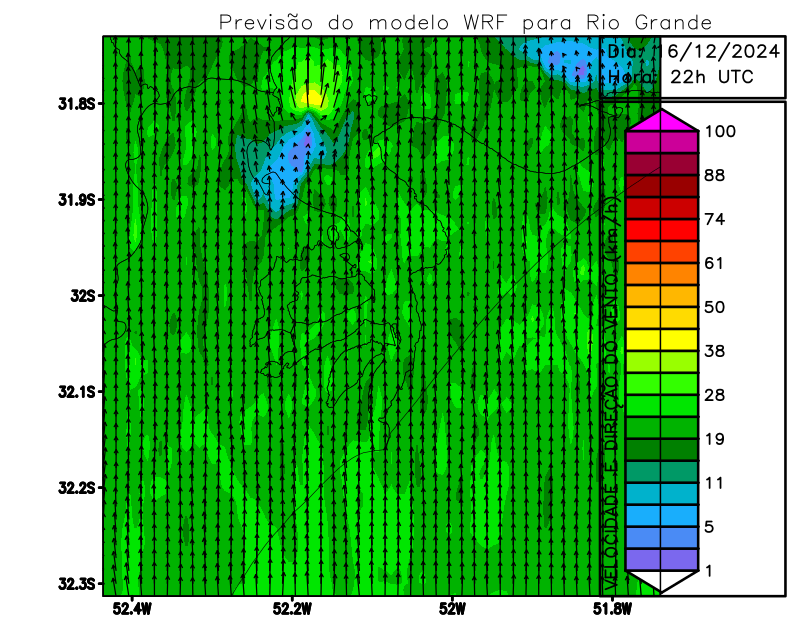 Previsão do modelo WRF para Rio Grande
Dia: 16/12/2024
Hora: 22h UTC
31.8S
31.9S
32S
32.1S
32.2S
32.3S
52.4W
52.2W
52W
51.8W
VELOCIDADE E DIREÇÃO DO VENTO (km/h)
100
88
74
61
50
38
28
19
11
5
1